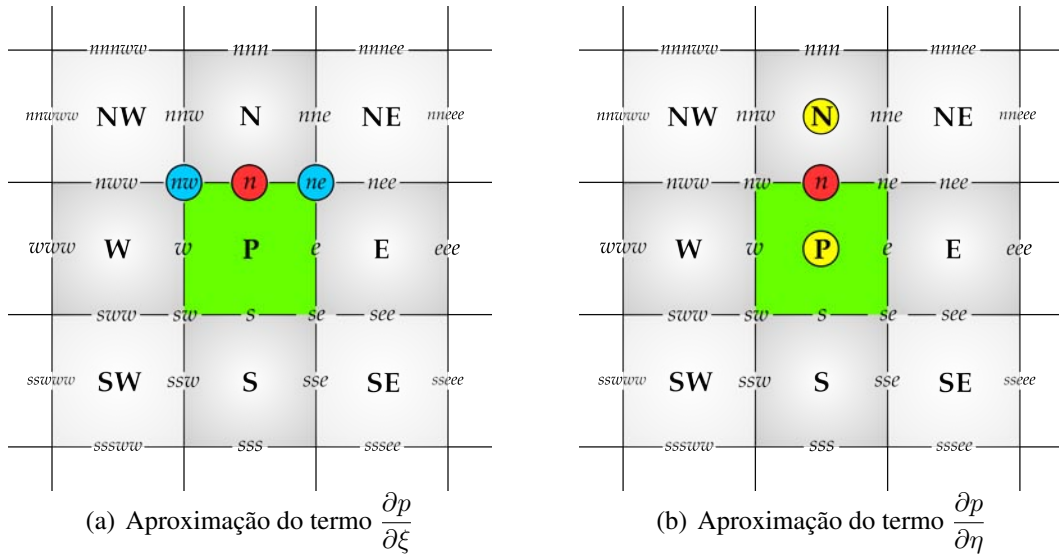 nnnww nnn nnnee
nnwww NW nnw N nne NE nneee
nww nw n ne nee
www W w P e E eee
sww sw s se see
sswww SW ssw S sse SE sseee
sssww sss sssee
(a) Aproximação do termo ∂p/∂ξ
nnnww nnn nnnee
nnwww NW nnw N nne NE nneee
nww nw n ne nee
www W w P e E eee
sww sw s se see
sswww SW ssw S sse SE sseee
sssww sss sssee
(b) Aproximação do termo ∂p/∂η